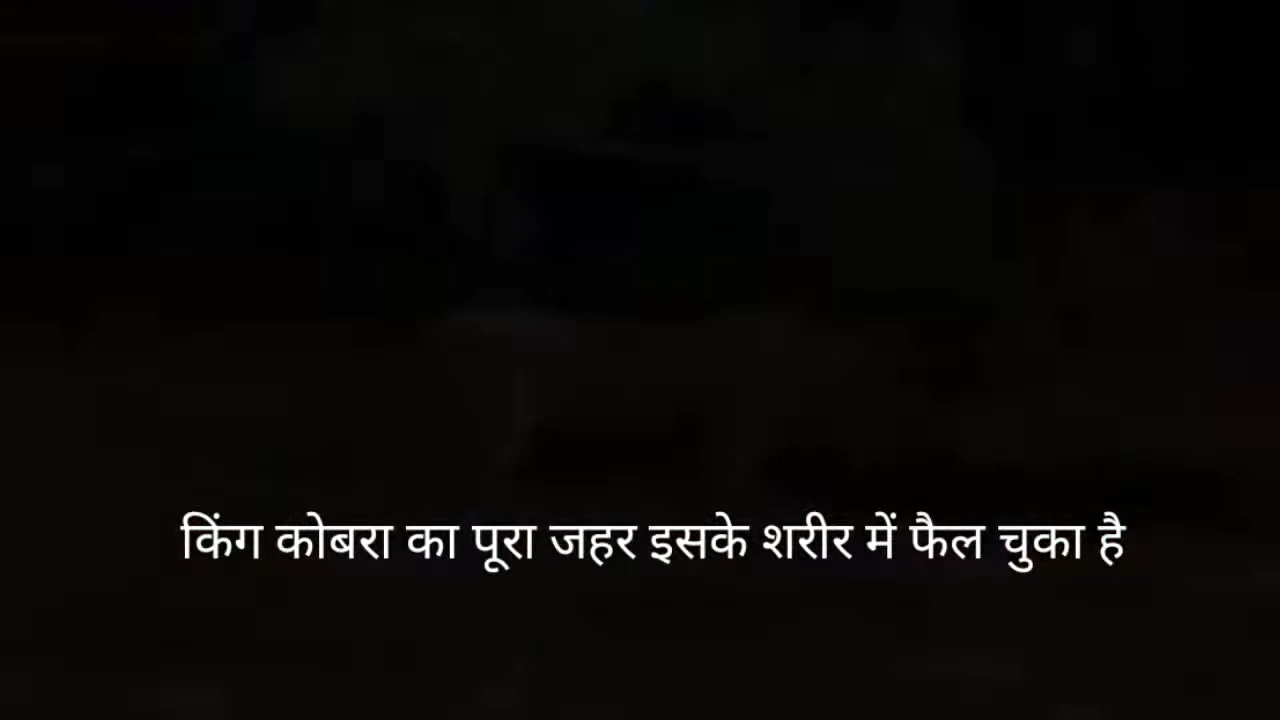 किंग कोबरा का पूरा जहर इसके शरीर में फैल चुका है